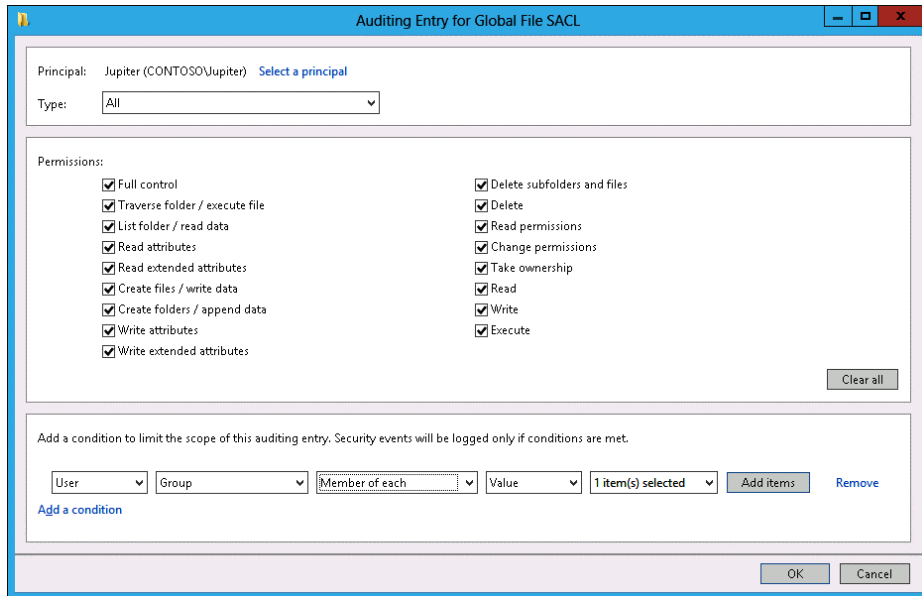 Auditing Entry for Global File SACL
Principal: Jupiter (CONTOSO\Jupiter) Select a principal
Type: All
Permissions:
Full control
Traverse folder / execute file
List folder / read data
Read attributes
Read extended attributes
Create files / write data
Create folders / append data
Write attributes
Write extended attributes
Delete subfolders and files
Delete
Read permissions
Change permissions
Take ownership
Read
Write
Execute
Clear all
Add a condition to limit the scope of this auditing entry. Security events will be logged only if conditions are met.
User Group Member of each Value 1 item(s) selected Add items Remove
Add a condition
OK Cancel